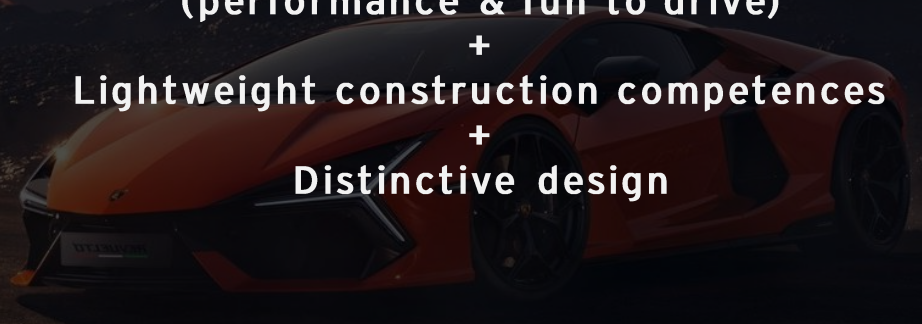 (performance & fun to drive)
+
Lightweight construction competences
+
Distinctive design